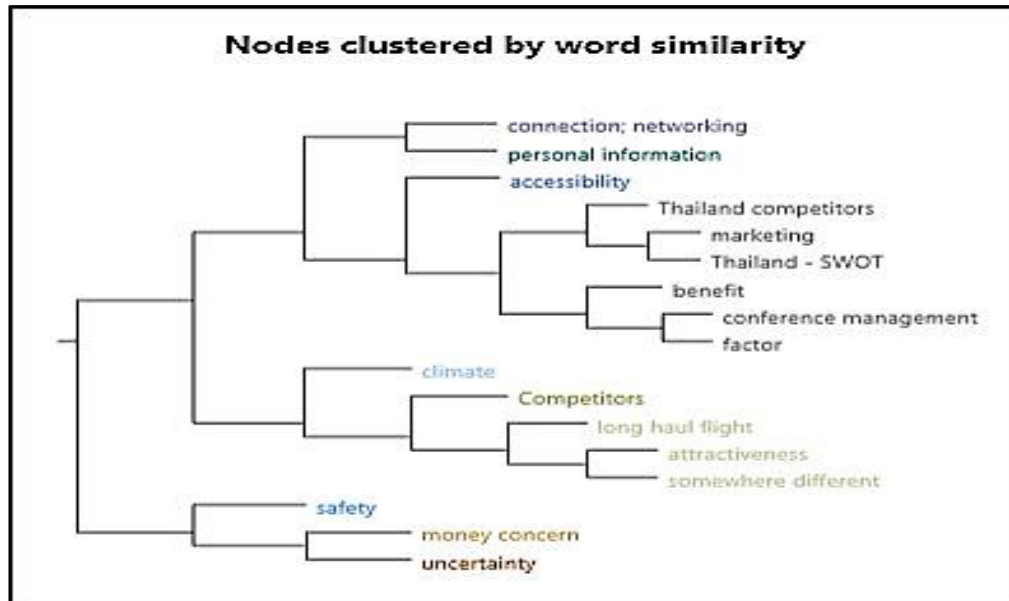 Nodes clustered by word similarity
connection; networking
personal information
accessibility
Thailand competitors
marketing
Thailand - SWOT
benefit
conference management
factor
climate
Competitors
long haul flight
attractiveness
somewhere different
safety
money concern
uncertainty